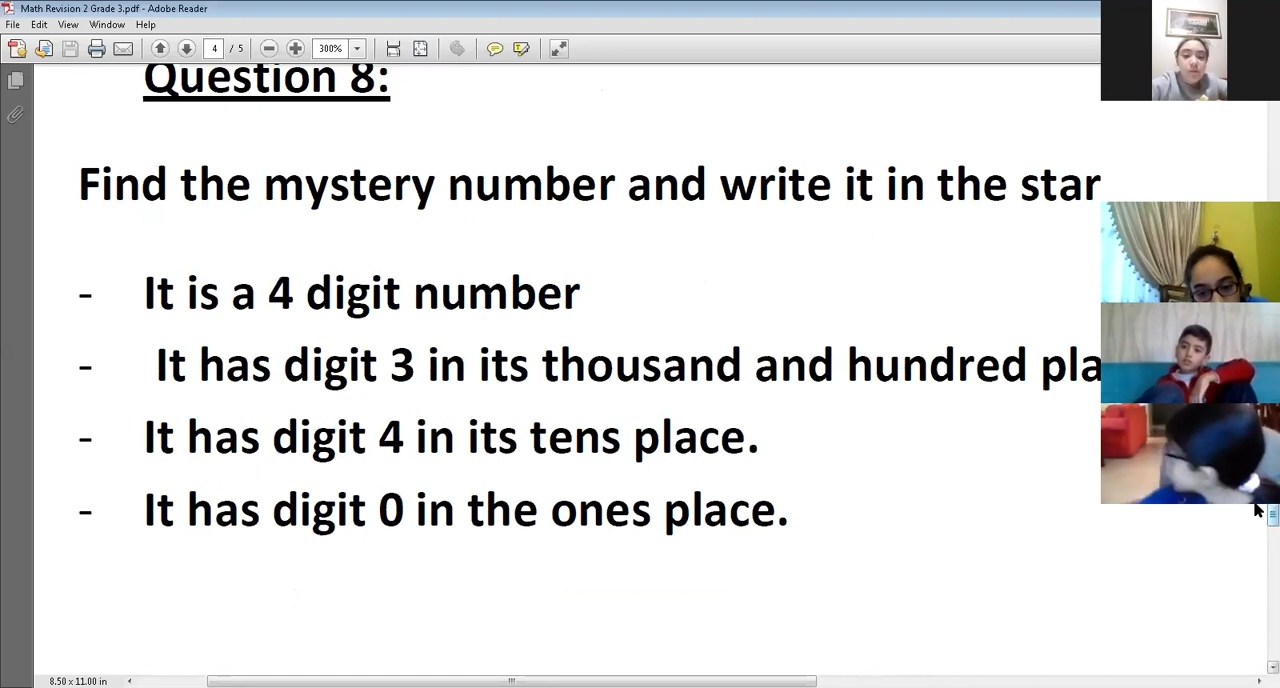 Math Revision 2 Grade 3.pdf - Adobe Reader
File Edit View Window Help
4 / 5 300%
Question 8:
Find the mystery number and write it in the star
- It is a 4 digit number
- It has digit 3 in its thousand and hundred pla
- It has digit 4 in its tens place.
- It has digit 0 in the ones place.
8.50 x 11.00 in